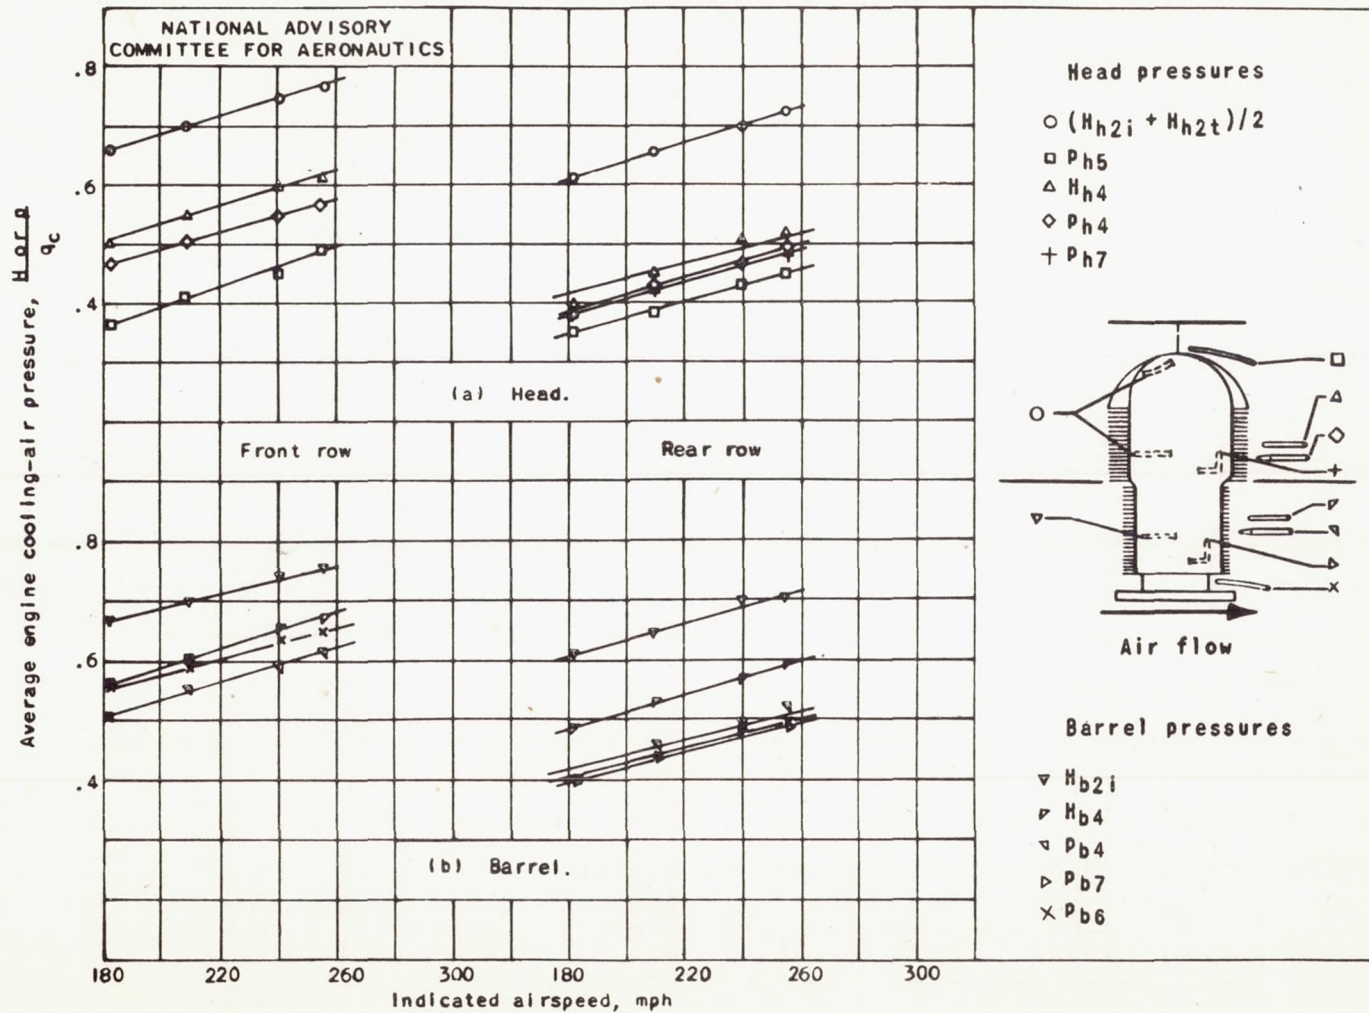 NATIONAL ADVISORY
COMMITTEE FOR AERONAUTICS
Average engine cooling-air pressure, H or p / qc
.8
.6
.4
(a) Head.
Front row
Rear row
.8
.6
.4
(b) Barrel.
180
220
260
300
180
220
260
300
Indicated airspeed, mph
Head pressures
○ (Hh2i + Hh2t)/2
□ Ph5
△ Hh4
◇ Ph4
+ Ph7
Air flow
Barrel pressures
Hb2i
Hb4
Pb4
Pb7
× Pb6